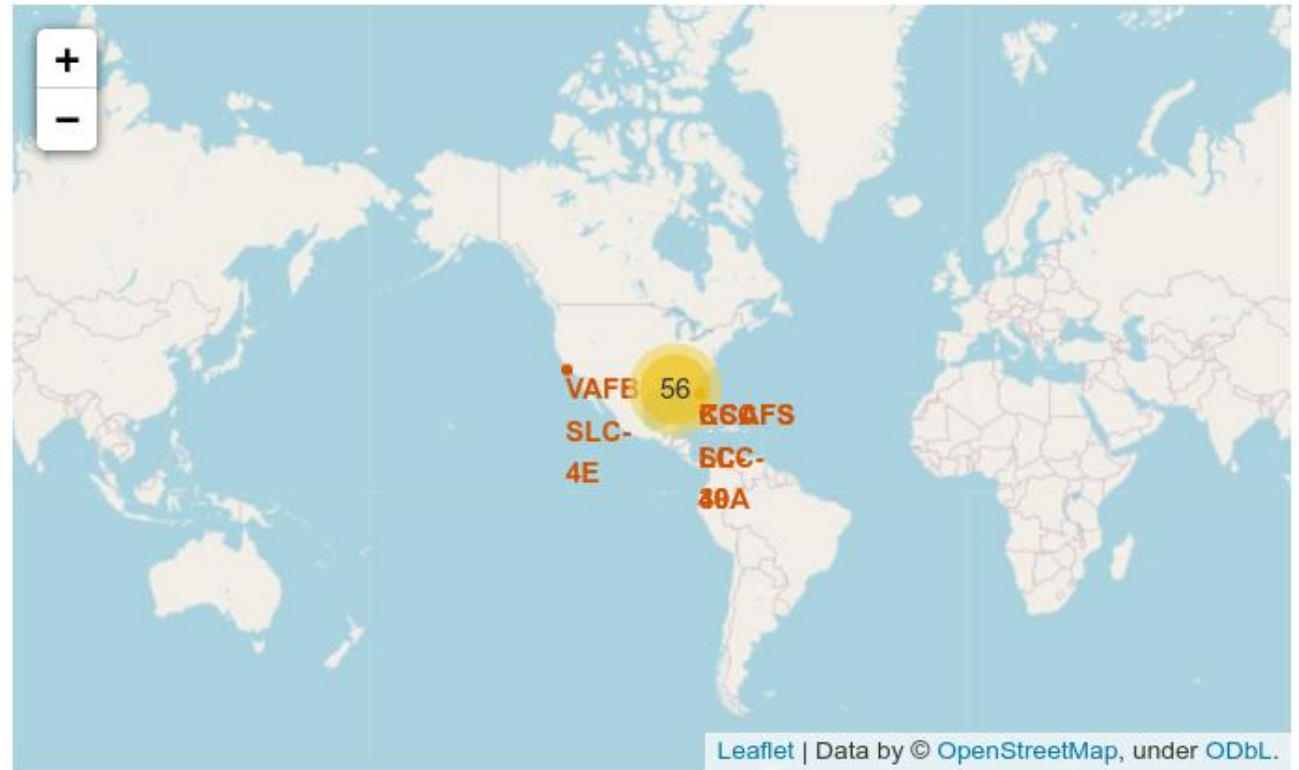 +
−
VAFB
SLC-
4E
56
Leaflet | Data by © OpenStreetMap, under ODbL.